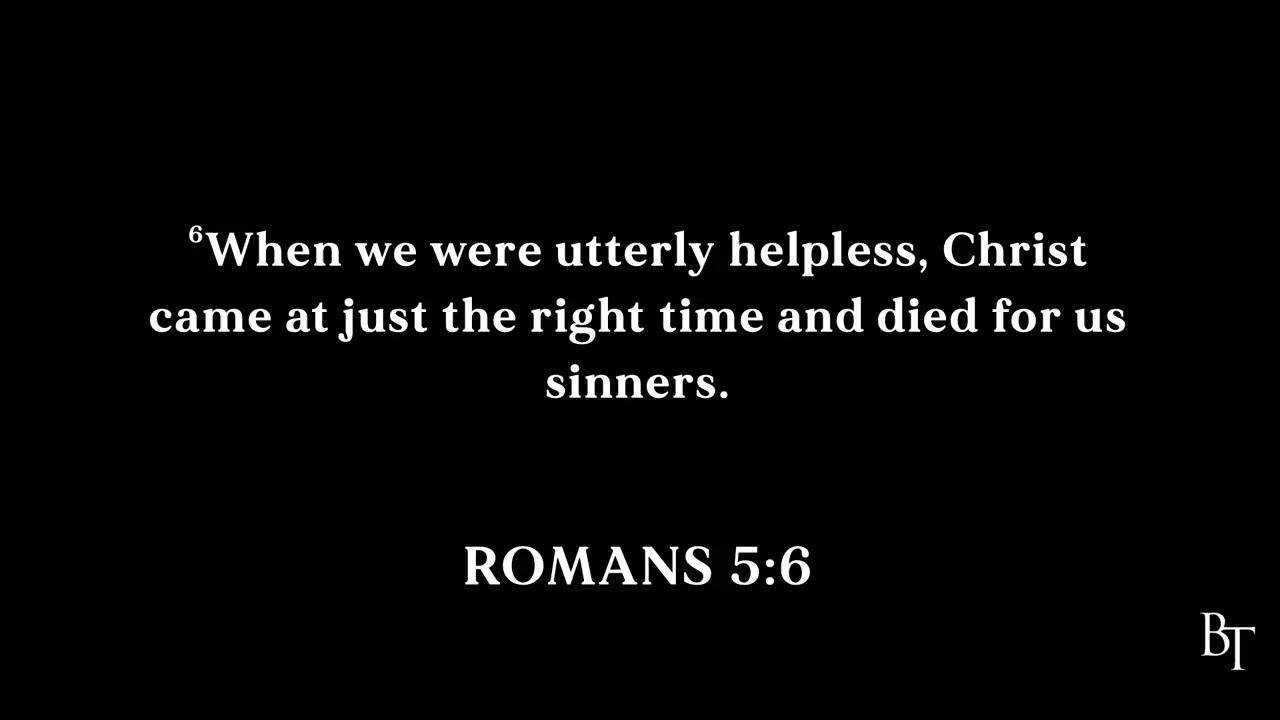 ⁶When we were utterly helpless, Christ
came at just the right time and died for us
sinners.
ROMANS 5:6
BT